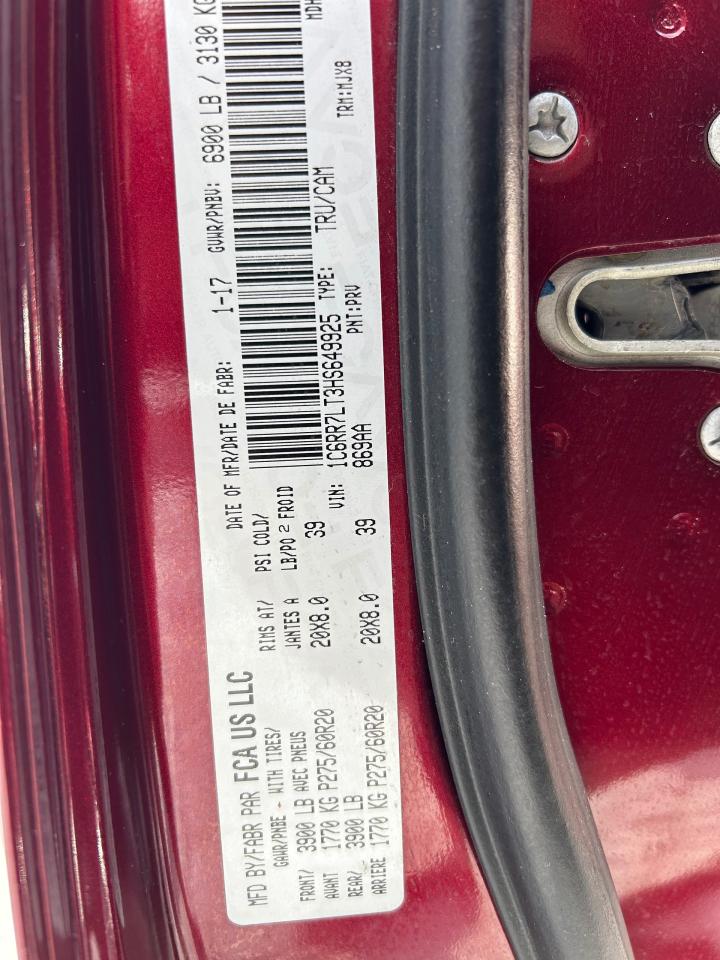 MFD BY/FABR PAR FCA US LLC
DATE OF MFR/DATE DE FABR: 1-17
GVWR/PNBV: 6900 LB / 3130 KG
GAWR/PNBE - WITH TIRES/
RIMS AT/
PSI COLD/
FRONT/ 3900 LB AVEC PNEUS
JANTES A
LB/PO 2 FROID
AVANT 1770 KG P275/60R20
20X8.0
39
REAR/ 3900 LB
VIN: 1C6RR7LT3HS649925
TYPE: TRU/CAM
MDH
ARRIERE 1770 KG P275/60R20
20X8.0
39
869AA
PNT:PRV
TRM:MJX8